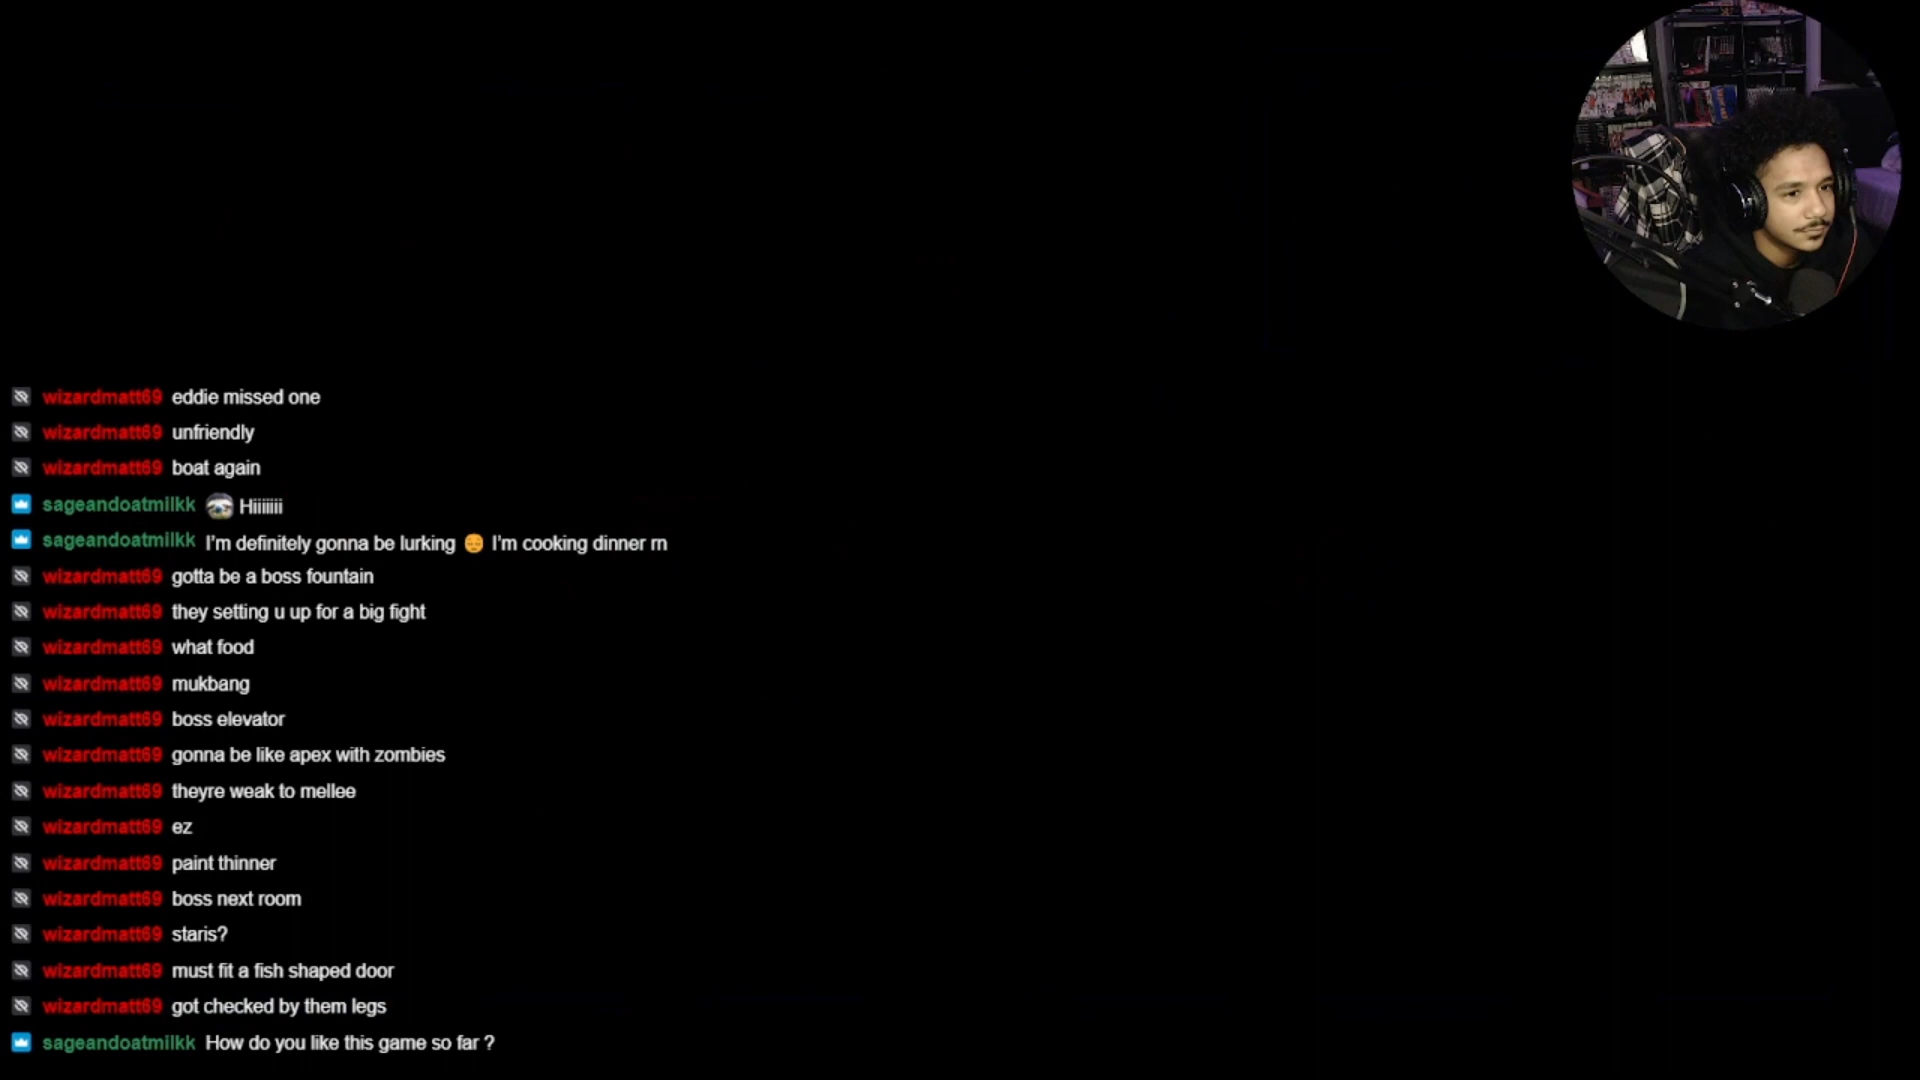 wizardmatt69 eddie missed one
wizardmatt69 unfriendly
wizardmatt69 boat again
sageandoatmilkk Hiiiiiii
sageandoatmilkk I'm definitely gonna be lurking 😔 I'm cooking dinner rn
wizardmatt69 gotta be a boss fountain
wizardmatt69 they setting u up for a big fight
wizardmatt69 what food
wizardmatt69 mukbang
wizardmatt69 boss elevator
wizardmatt69 gonna be like apex with zombies
wizardmatt69 theyre weak to mellee
wizardmatt69 ez
wizardmatt69 paint thinner
wizardmatt69 boss next room
wizardmatt69 staris?
wizardmatt69 must fit a fish shaped door
wizardmatt69 got checked by them legs
sageandoatmilkk How do you like this game so far ?